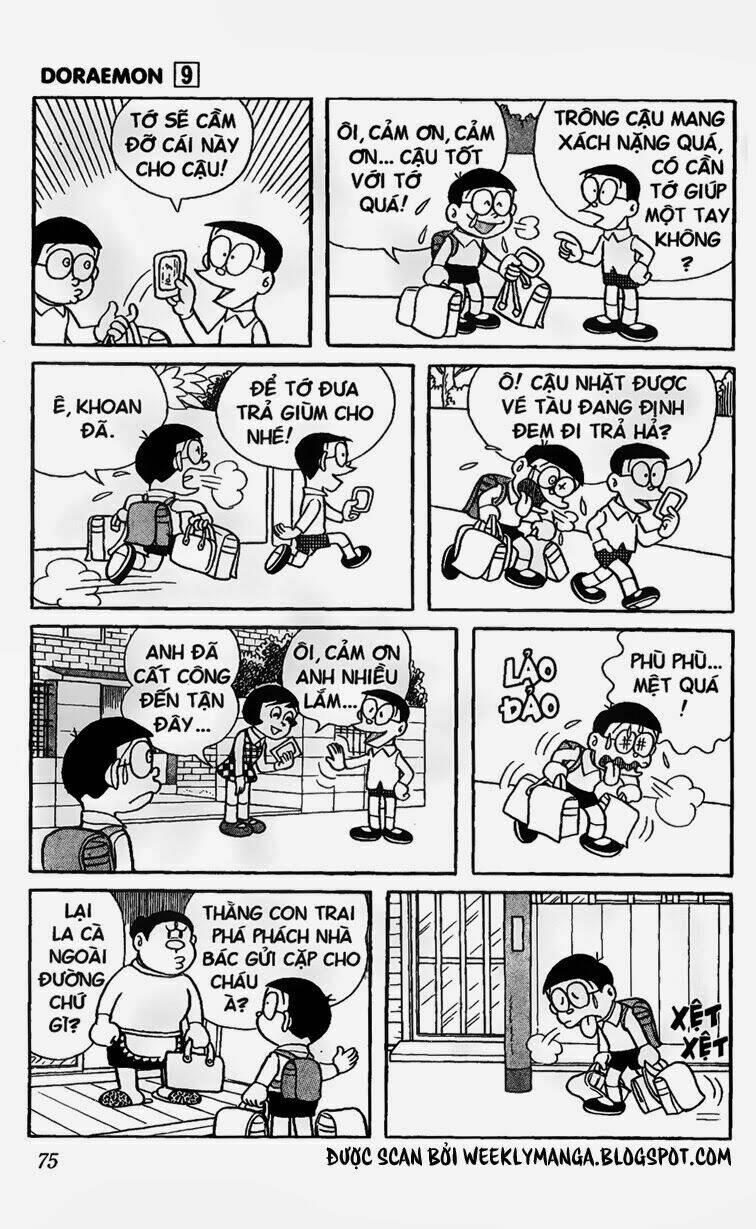 DORAEMON 9
TỚ SẼ CẦM
ĐỠ CÁI NÀY
CHO CẬU!
ÔI, CẢM ƠN, CẢM
ƠN... CẬU TỐT
VỚI TỚ
QUÁ!
TRÔNG CẬU MANG
XÁCH NẶNG QUÁ,
CÓ CẦN
TỚ GIÚP
MỘT TAY
KHÔNG
?
Ê, KHOAN
ĐÃ.
ĐỂ TỚ ĐƯA
TRẢ GIÙM CHO
NHÉ!
Ô! CẬU NHẶT ĐƯỢC
VÉ TÀU ĐANG ĐỊNH
ĐEM ĐI TRẢ HẢ?
ANH ĐÃ
CẤT CÔNG
ĐẾN TẬN
ĐÂY...
ÔI, CẢM ƠN
ANH NHIỀU
LẮM...
LẢO
ĐẢO
PHÙ PHÙ...
MỆT QUÁ
!
LẠI
LA CÀ
NGOÀI
ĐƯỜNG
CHỨ
GÌ?
THẰNG CON TRAI
PHÁ PHÁCH NHÀ
BÁC GỬI CẶP CHO
CHÁU
À?
XỆT
XỆT
75
ĐƯỢC SCAN BỞI WEEKLYMANGA.BLOGSPOT.COM